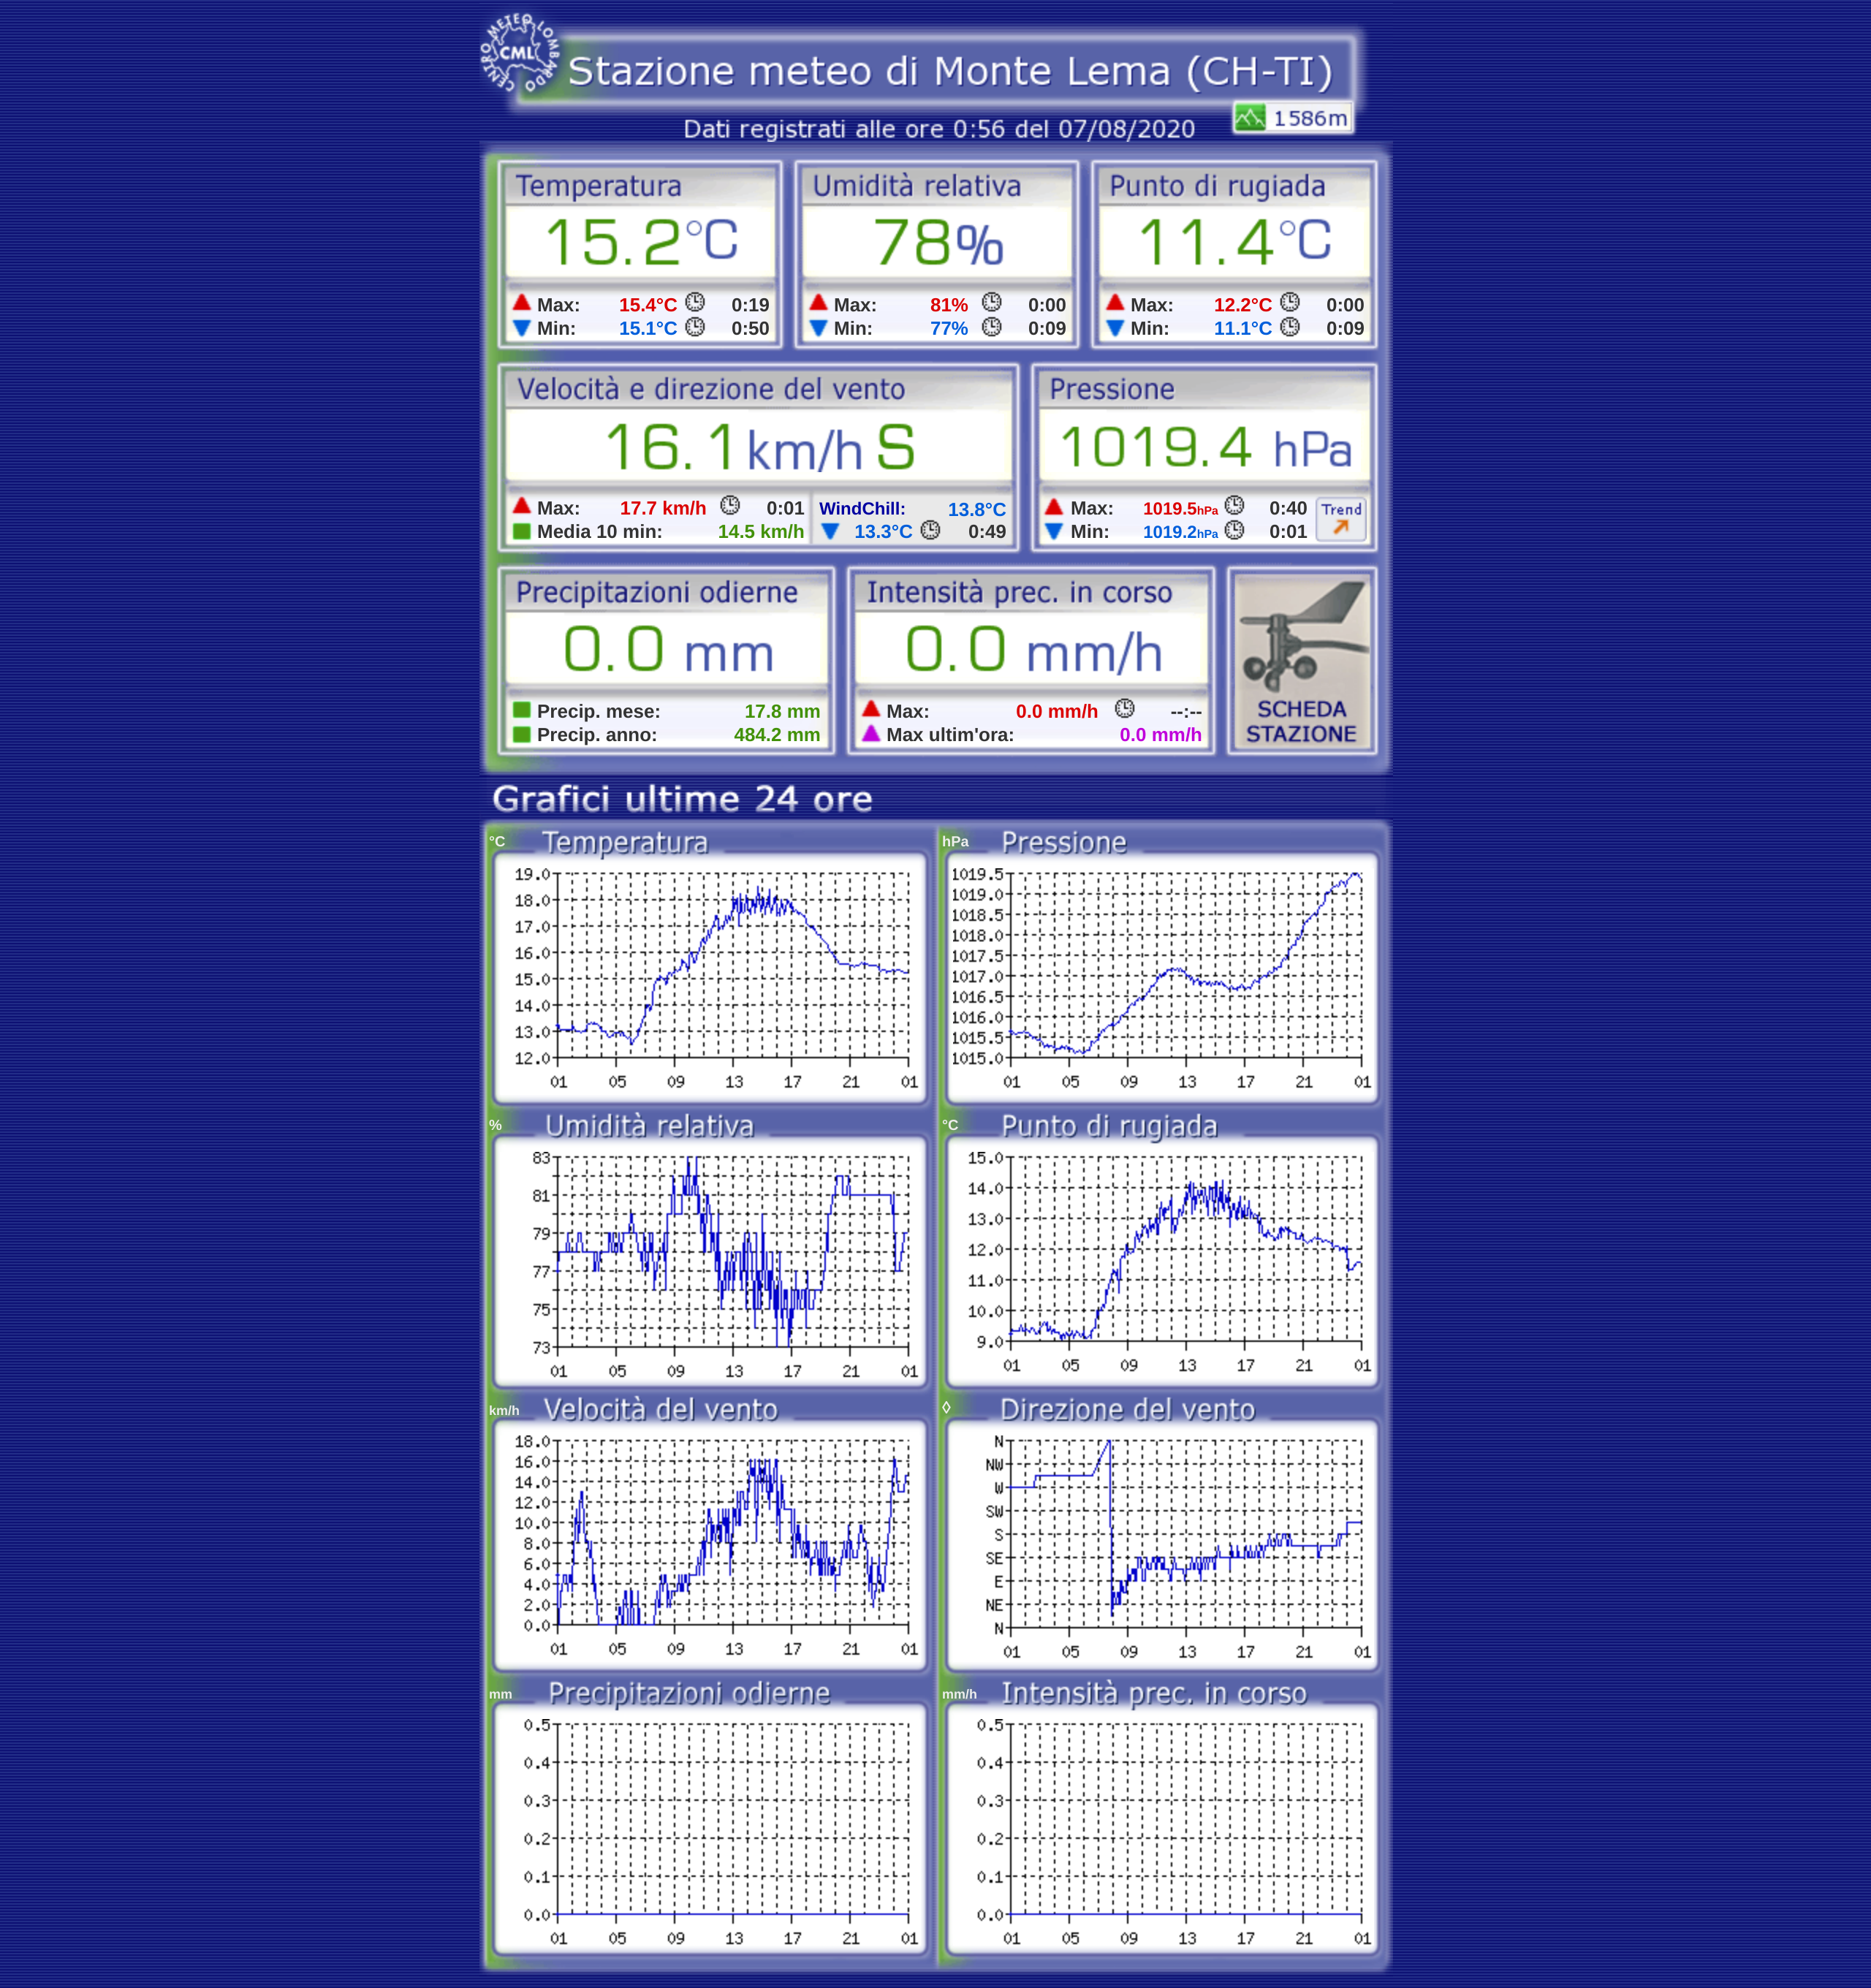 CENTRO METEO LOMBARDO
CML
Stazione meteo di Monte Lema (CH-TI)
1586m
Dati registrati alle ore 0:56 del 07/08/2020
Temperatura
15.2°C
Max: 15.4°C 0:19
Min: 15.1°C 0:50
Umidità relativa
78%
Max: 81% 0:00
Min: 77% 0:09
Punto di rugiada
11.4°C
Max: 12.2°C 0:00
Min: 11.1°C 0:09
Velocità e direzione del vento
16.1km/h S
Max: 17.7 km/h 0:01
Media 10 min: 14.5 km/h
WindChill: 13.8°C
13.3°C 0:49
Pressione
1019.4 hPa
Max: 1019.5hPa 0:40
Min: 1019.2hPa 0:01
Trend
Precipitazioni odierne
0.0 mm
Precip. mese: 17.8 mm
Precip. anno: 484.2 mm
Intensità prec. in corso
0.0 mm/h
Max: 0.0 mm/h --:--
Max ultim'ora: 0.0 mm/h
SCHEDA
STAZIONE
Grafici ultime 24 ore
°C Temperatura
19.0
18.0
17.0
16.0
15.0
14.0
13.0
12.0
01 05 09 13 17 21 01
hPa Pressione
1019.5
1019.0
1018.5
1018.0
1017.5
1017.0
1016.5
1016.0
1015.5
1015.0
01 05 09 13 17 21 01
% Umidità relativa
83
81
79
77
75
73
01 05 09 13 17 21 01
°C Punto di rugiada
15.0
14.0
13.0
12.0
11.0
10.0
9.0
01 05 09 13 17 21 01
km/h Velocità del vento
18.0
16.0
14.0
12.0
10.0
8.0
6.0
4.0
2.0
0.0
01 05 09 13 17 21 01
◊ Direzione del vento
N
NW
W
SW
S
SE
E
NE
N
01 05 09 13 17 21 01
mm Precipitazioni odierne
0.5
0.4
0.3
0.2
0.1
0.0
01 05 09 13 17 21 01
mm/h Intensità prec. in corso
0.5
0.4
0.3
0.2
0.1
0.0
01 05 09 13 17 21 01